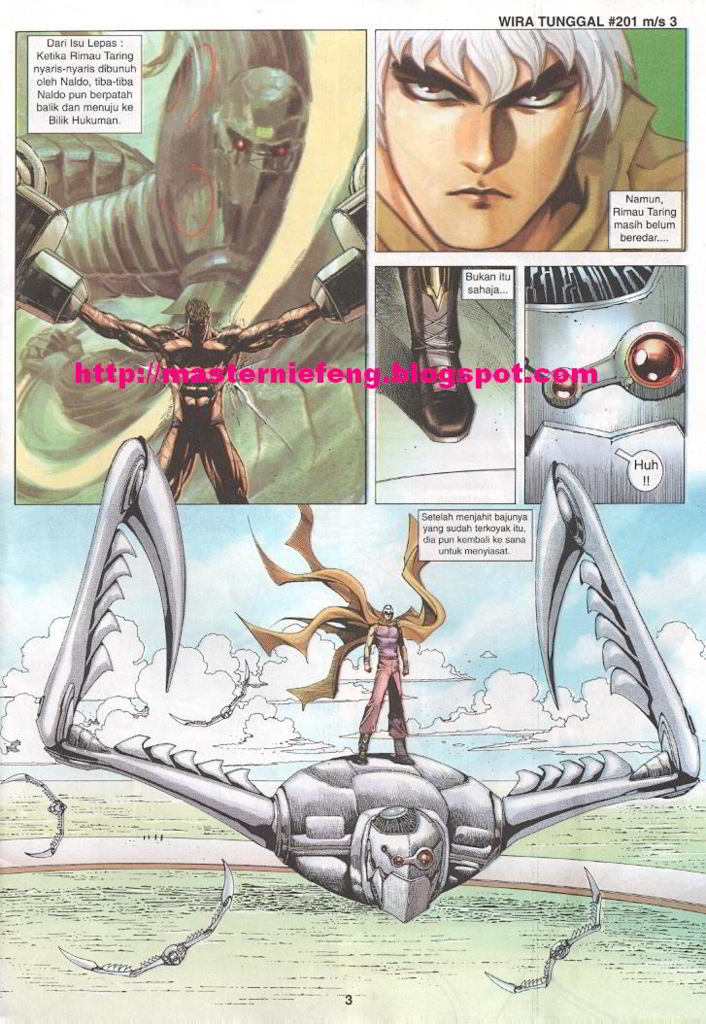 WIRA TUNGGAL #201 m/s 3
Dari Isu Lepas :
Ketika Rimau Taring
nyaris-nyaris dibunuh
oleh Naldo, tiba-tiba
Naldo pun berpatah
balik dan menuju ke
Bilik Hukuman.
Namun,
Rimau Taring
masih belum
beredar....
Bukan itu
sahaja...
Huh
!!
http://masterniefeng.blogspot.com
Setelah menjahit bajunya
yang sudah terkoyak itu,
dia pun kembali ke sana
untuk menyiasat.
3